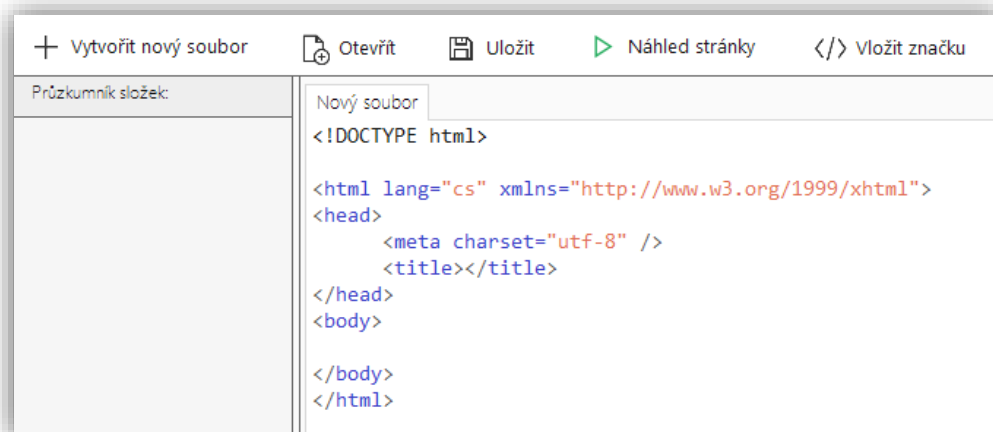 Vytvořit nový soubor Otevřít Uložit Náhled stránky </> Vložit značku
Průzkumník složek:
Nový soubor
<!DOCTYPE html>
<html lang="cs" xmlns="http://www.w3.org/1999/xhtml">
<head>
<meta charset="utf-8" />
<title></title>
</head>
<body>
</body>
</html>